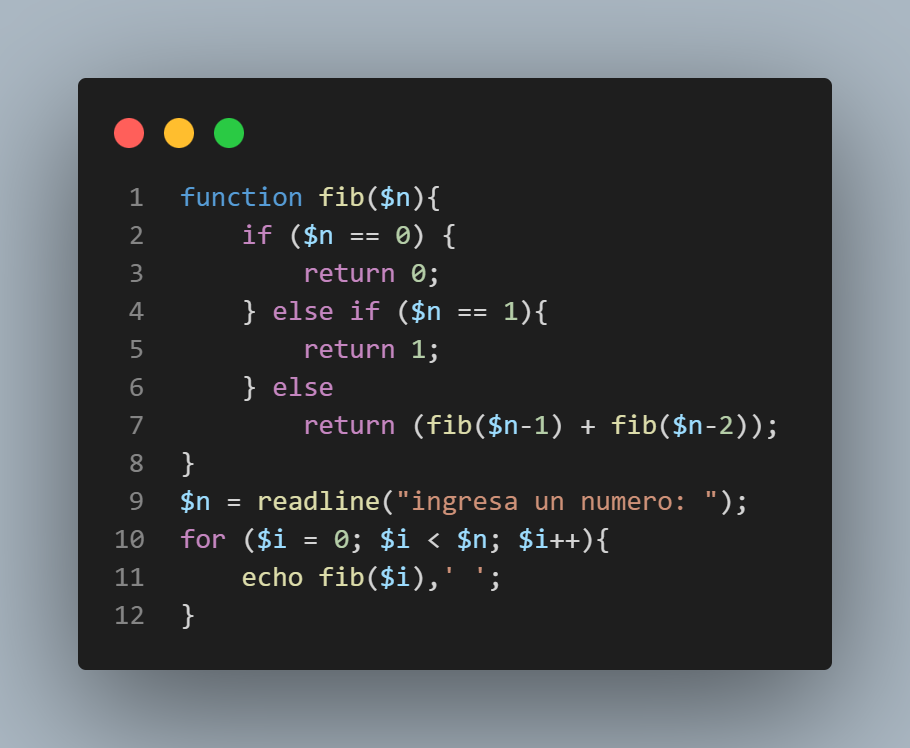 1 function fib($n){
2     if ($n == 0) {
3         return 0;
4     } else if ($n == 1){
5         return 1;
6     } else
7         return (fib($n-1) + fib($n-2));
8 }
9 $n = readline("ingresa un numero: ");
10 for ($i = 0; $i < $n; $i++){
11     echo fib($i),' ';
12 }